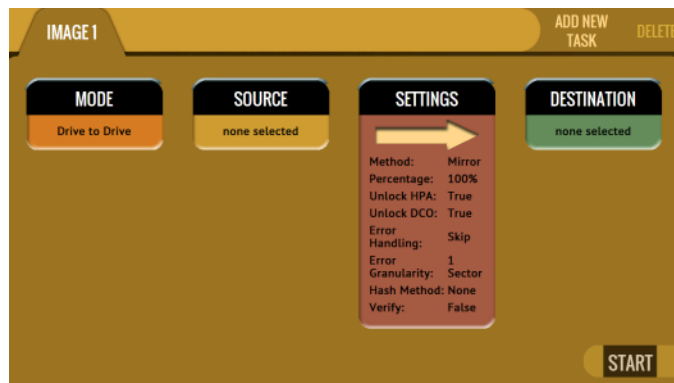 IMAGE 1
ADD NEW
TASK
DELETE
MODE
Drive to Drive
SOURCE
none selected
SETTINGS
Method: Mirror
Percentage: 100%
Unlock HPA: True
Unlock DCO: True
Error
Handling: Skip
Error 1
Granularity: Sector
Hash Method: None
Verify: False
DESTINATION
none selected
START